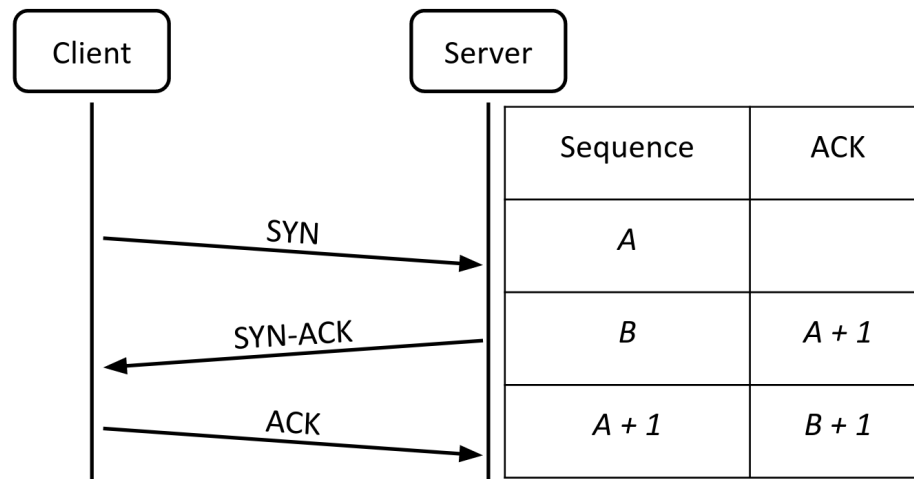 Client
Server
Sequence ACK
SYN
A
SYN-ACK
B A + 1
ACK
A + 1 B + 1